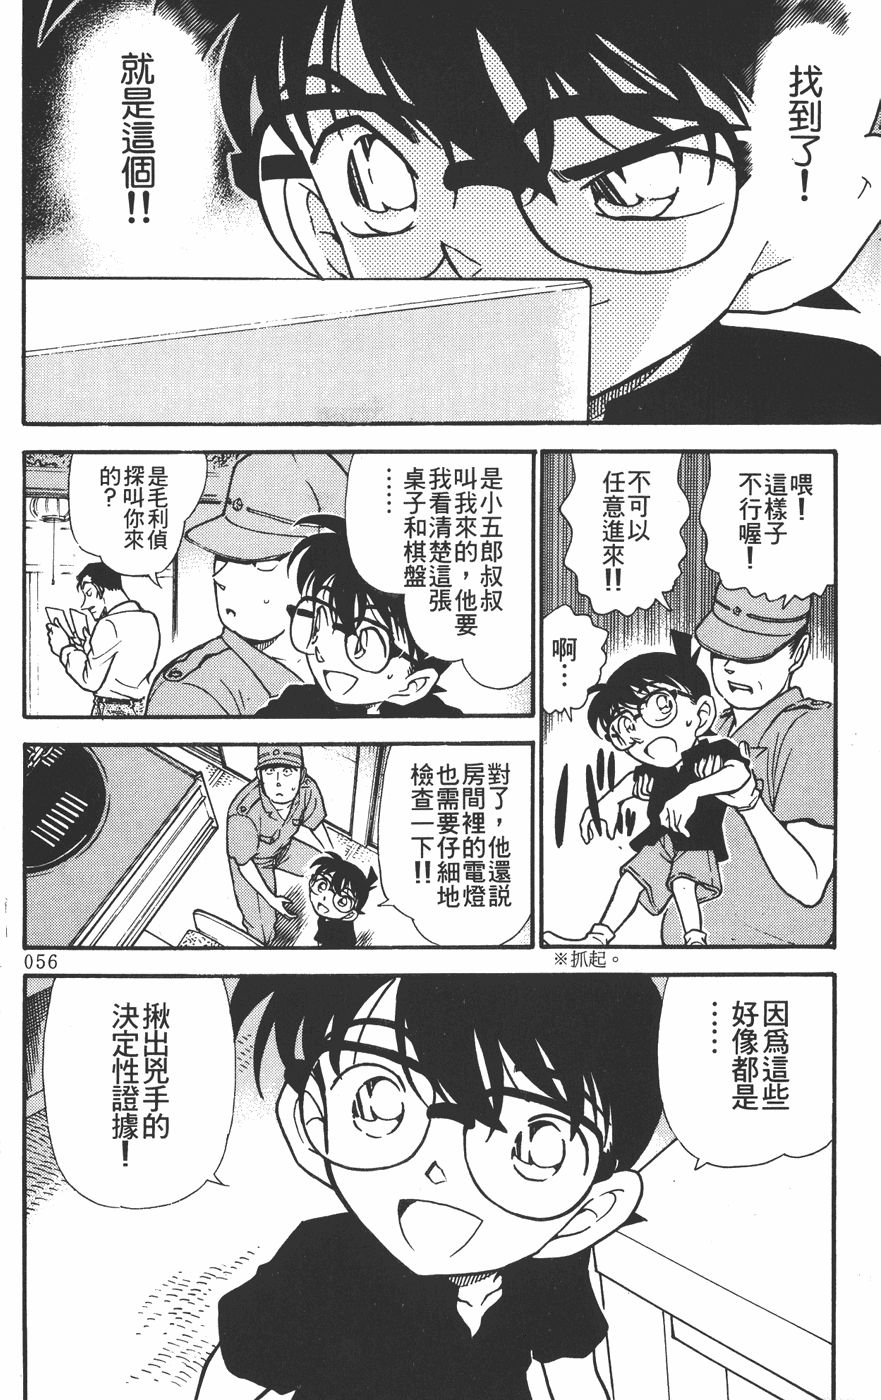 找到了！
就是這個!!
喂！
這樣子
不行喔！
不可以
任意進來!!
啊…
※抓起。
是小五郎叔叔
叫我來的，他要
我看清楚這張
桌子和棋盤
……
是毛利偵
探叫你來
的？
對了，他還說
房間裡的電燈
也需要仔細地
檢查一下!!
056
因為這些
好像都是
……
揪出兇手的
決定性證據！